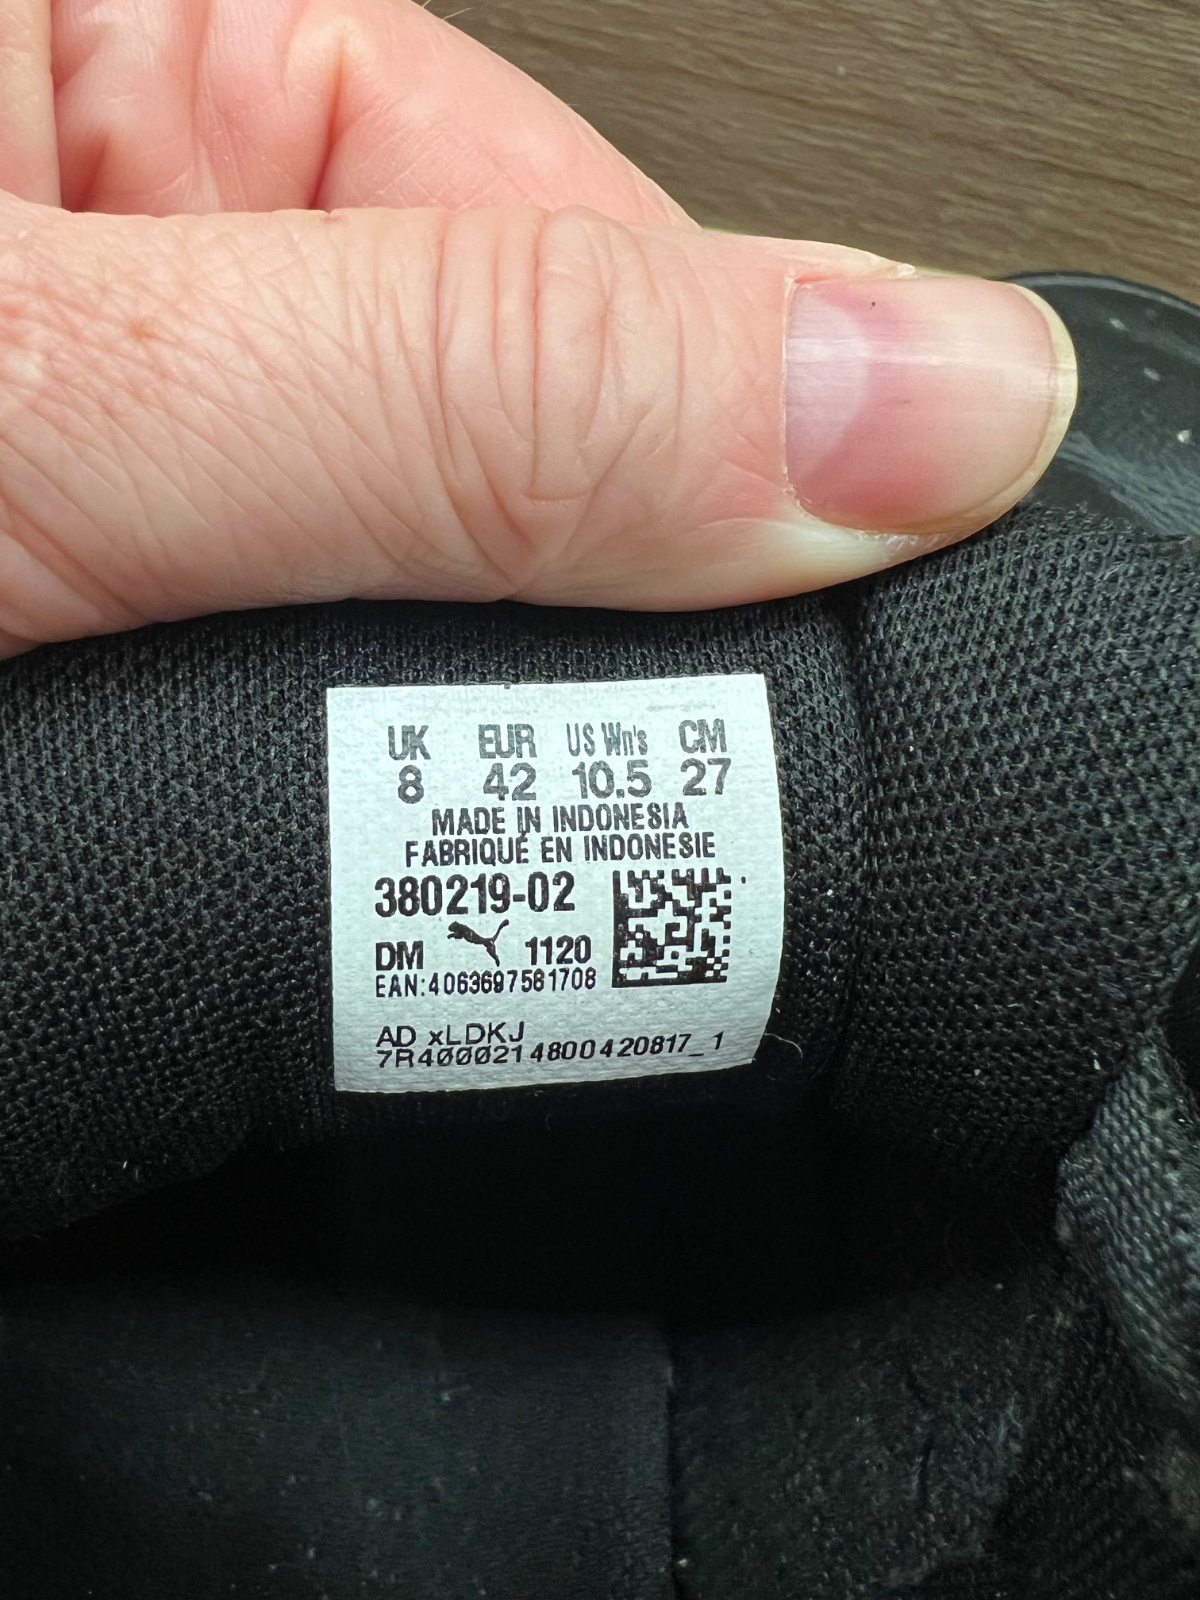 UK EUR US Wn's CM
8 42 10.5 27
MADE IN INDONESIA
FABRIQUÉ EN INDONESIE
380219-02
DM 1120
EAN:4063697581708
AD xLDKJ
7R4000214800420817_1